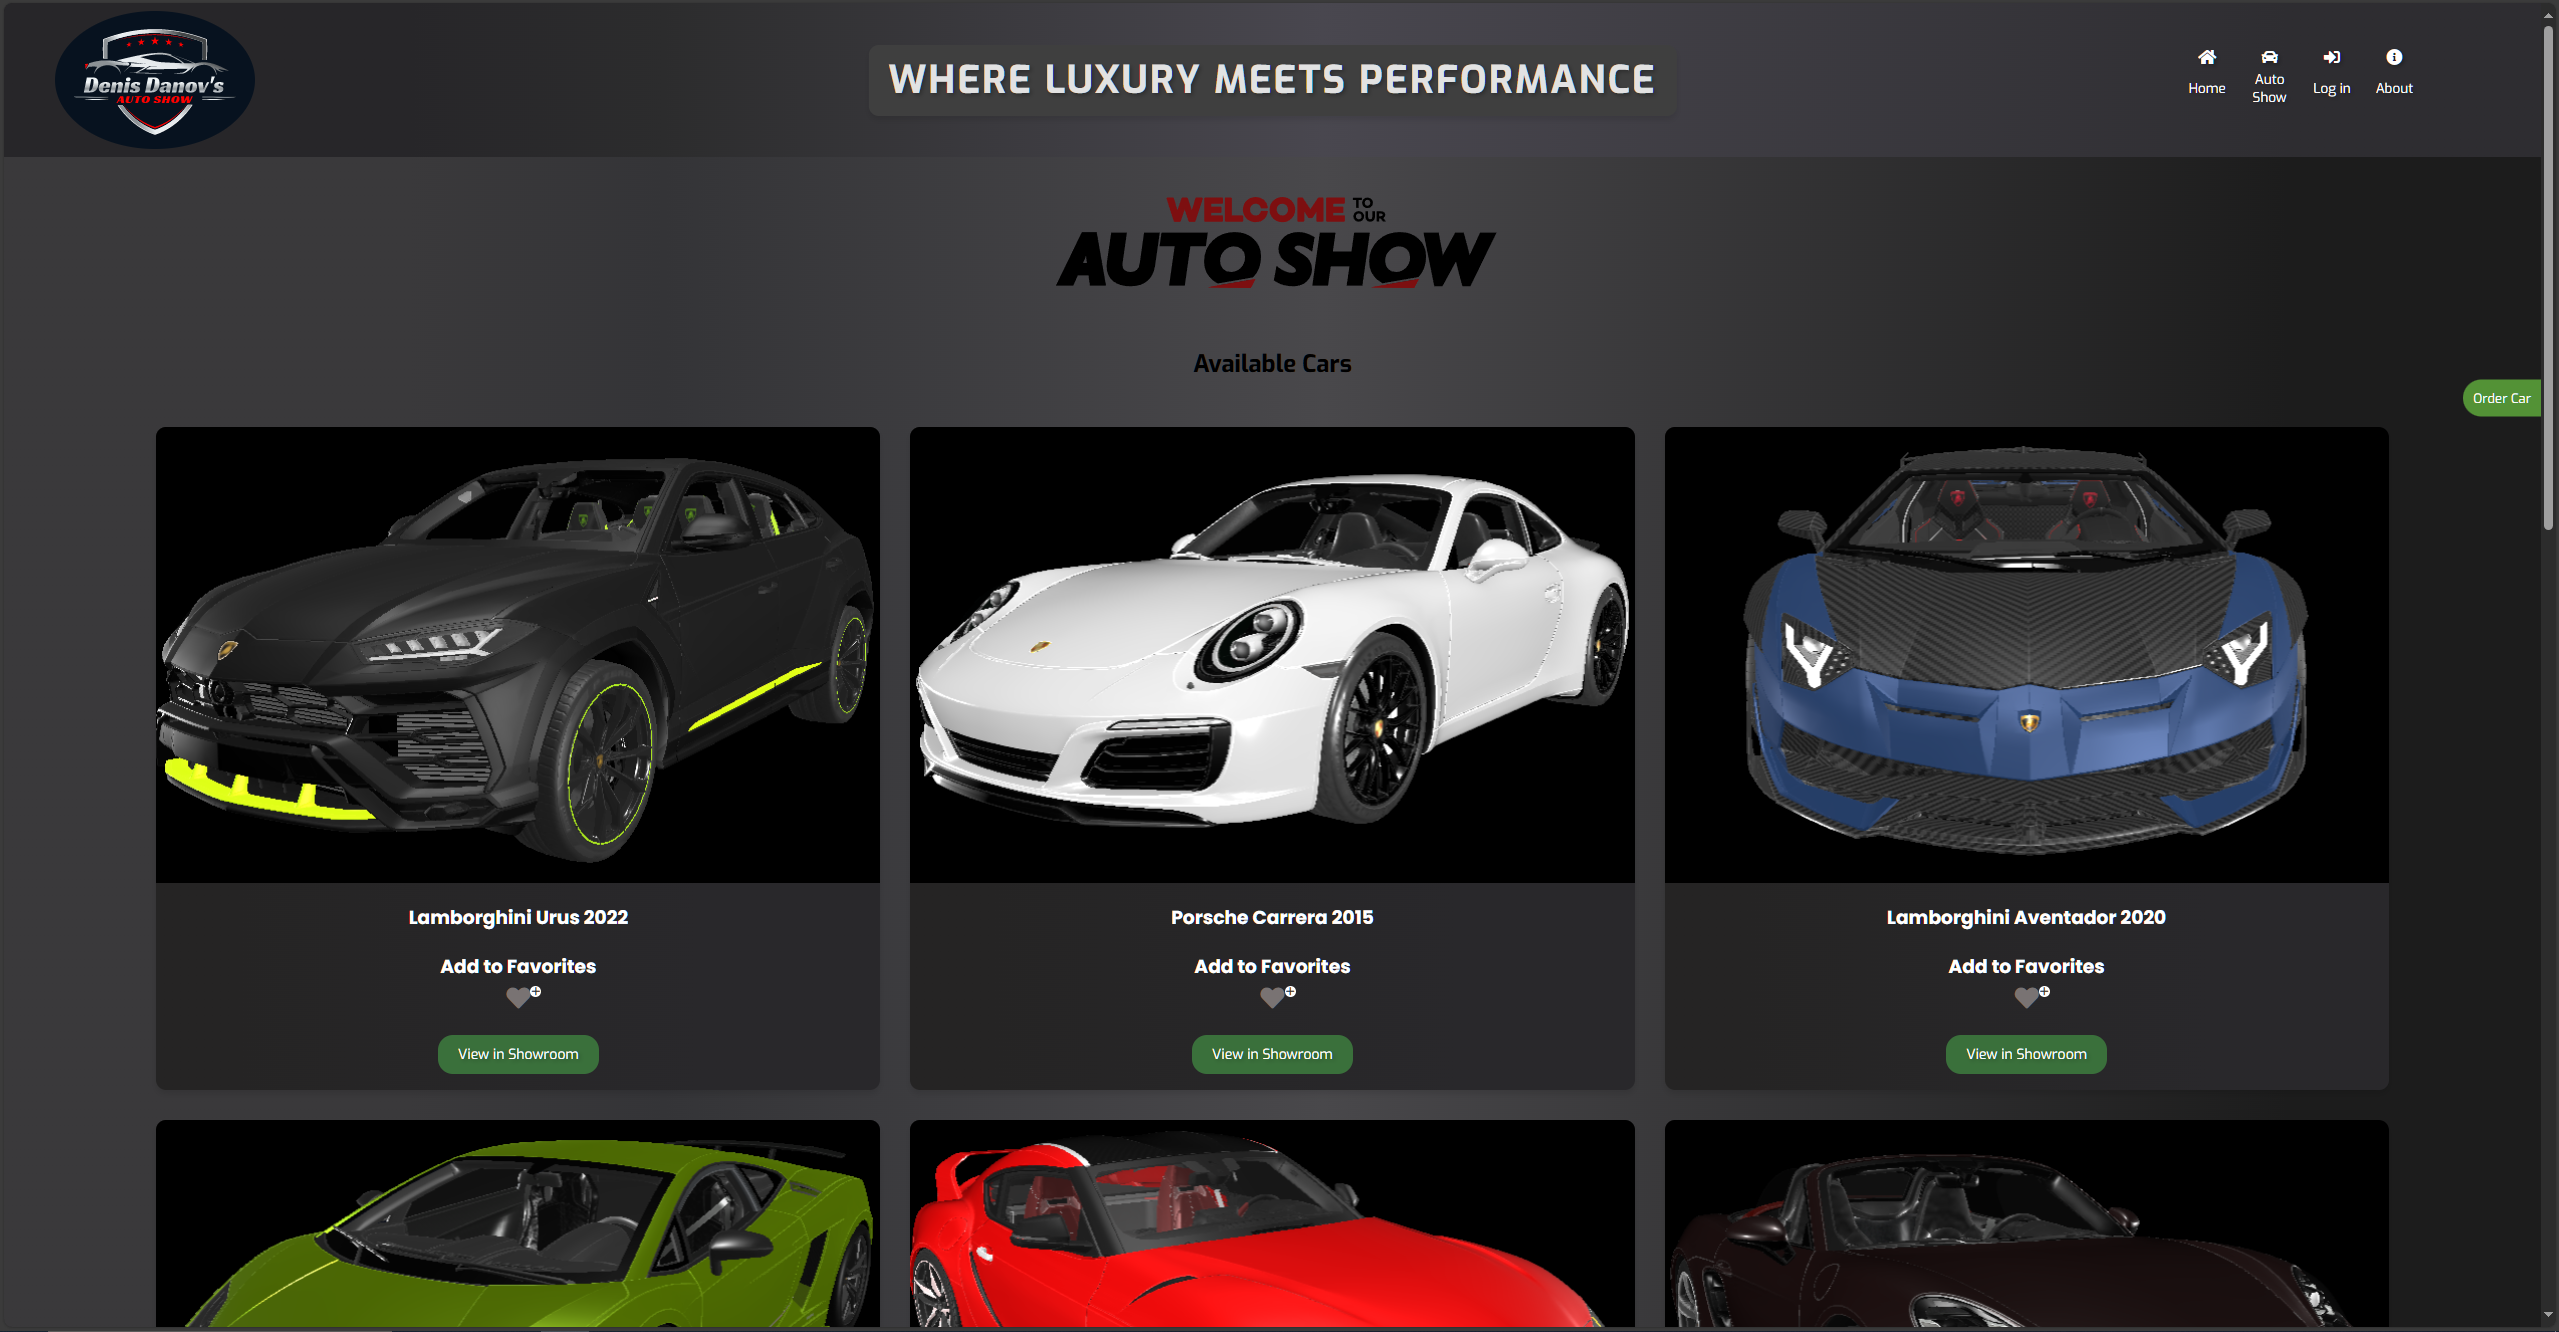 Denis Danov's
AUTO SHOW
WHERE LUXURY MEETS PERFORMANCE
Home
Auto
Show
Log in
About
WELCOME TO OUR
AUTO SHOW
Available Cars
Order Car
Lamborghini Urus 2022
Add to Favorites
View in Showroom
Porsche Carrera 2015
Add to Favorites
View in Showroom
Lamborghini Aventador 2020
Add to Favorites
View in Showroom